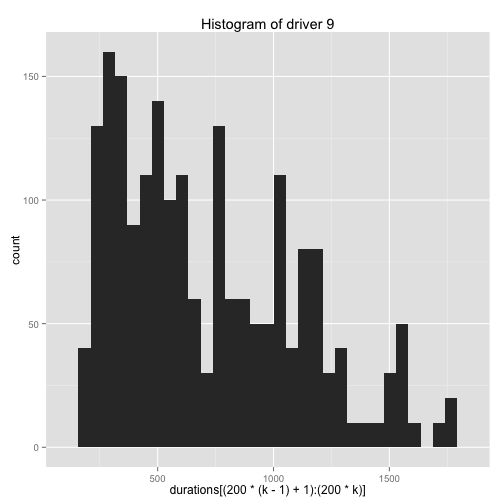 Histogram of driver 9
150
100
50
0
count
500
1000
1500
durations[(200 * (k - 1) + 1):(200 * k)]